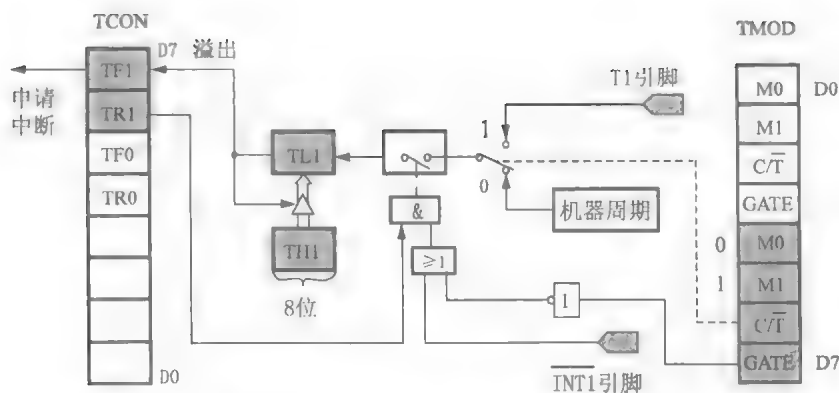 TCON
D7 溢出
TF1
TR1
TF0
TR0
D0
申请
中断
TL1
TH1
8位
&
≥1
1
1
0
T1引脚
机器周期
INT1引脚
TMOD
M0 D0
M1
C/T
GATE
0 M0
1 M1
C/T
GATE D7